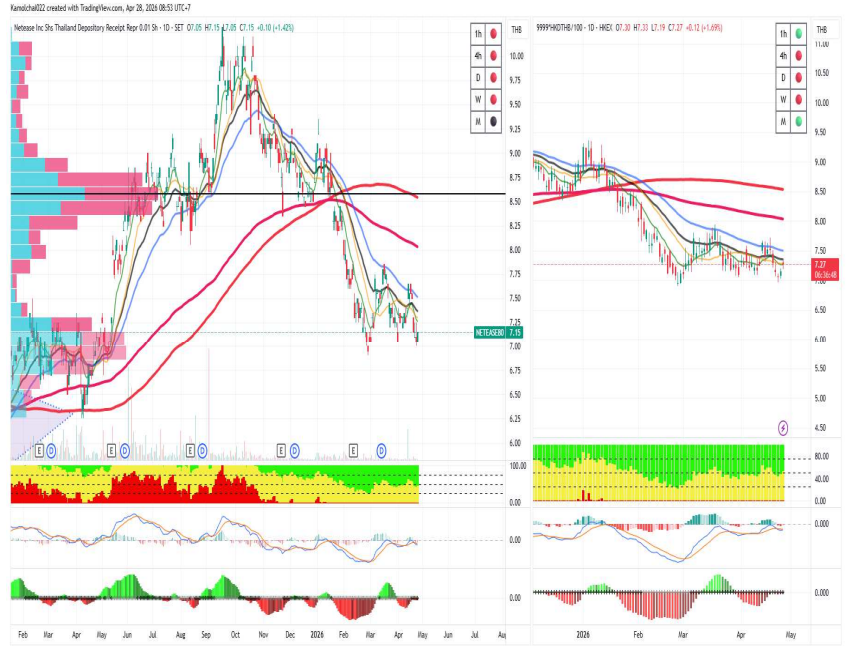 Kamolchai022 created with TradingView.com, Apr 28, 2026 08:53 UTC+7
Netease Inc Shs Thailand Depository Receipt Repr 0.01 Sh · 1D · SET O7.05 H7.15 L7.05 C7.15 +0.10 (+1.42%)
THB
1h
4h
D
W
M
10.00
9.75
9.50
9.25
9.00
8.75
8.50
8.25
8.00
7.75
7.50
7.25
NETEASE80 7.15
7.00
6.75
6.50
6.25
6.00
E D E D E D E D E D
100.00
0.00
0.00
0.00
Feb Mar Apr May Jun Jul Aug Sep Oct Nov Dec 2026 Feb Mar Apr May Jun Jul
9999*HKDTHB/100 · 1D · HKEX O7.30 H7.33 L7.19 C7.27 +0.12 (+1.69%)
THB
1h
4h
D
W
M
11.00
10.50
10.00
9.50
9.00
8.50
8.00
7.50
7.27
06:36:48
7.00
6.50
6.00
5.50
5.00
4.50
80.00
40.00
0.00
0.000
0.000
2026 Feb Mar Apr May